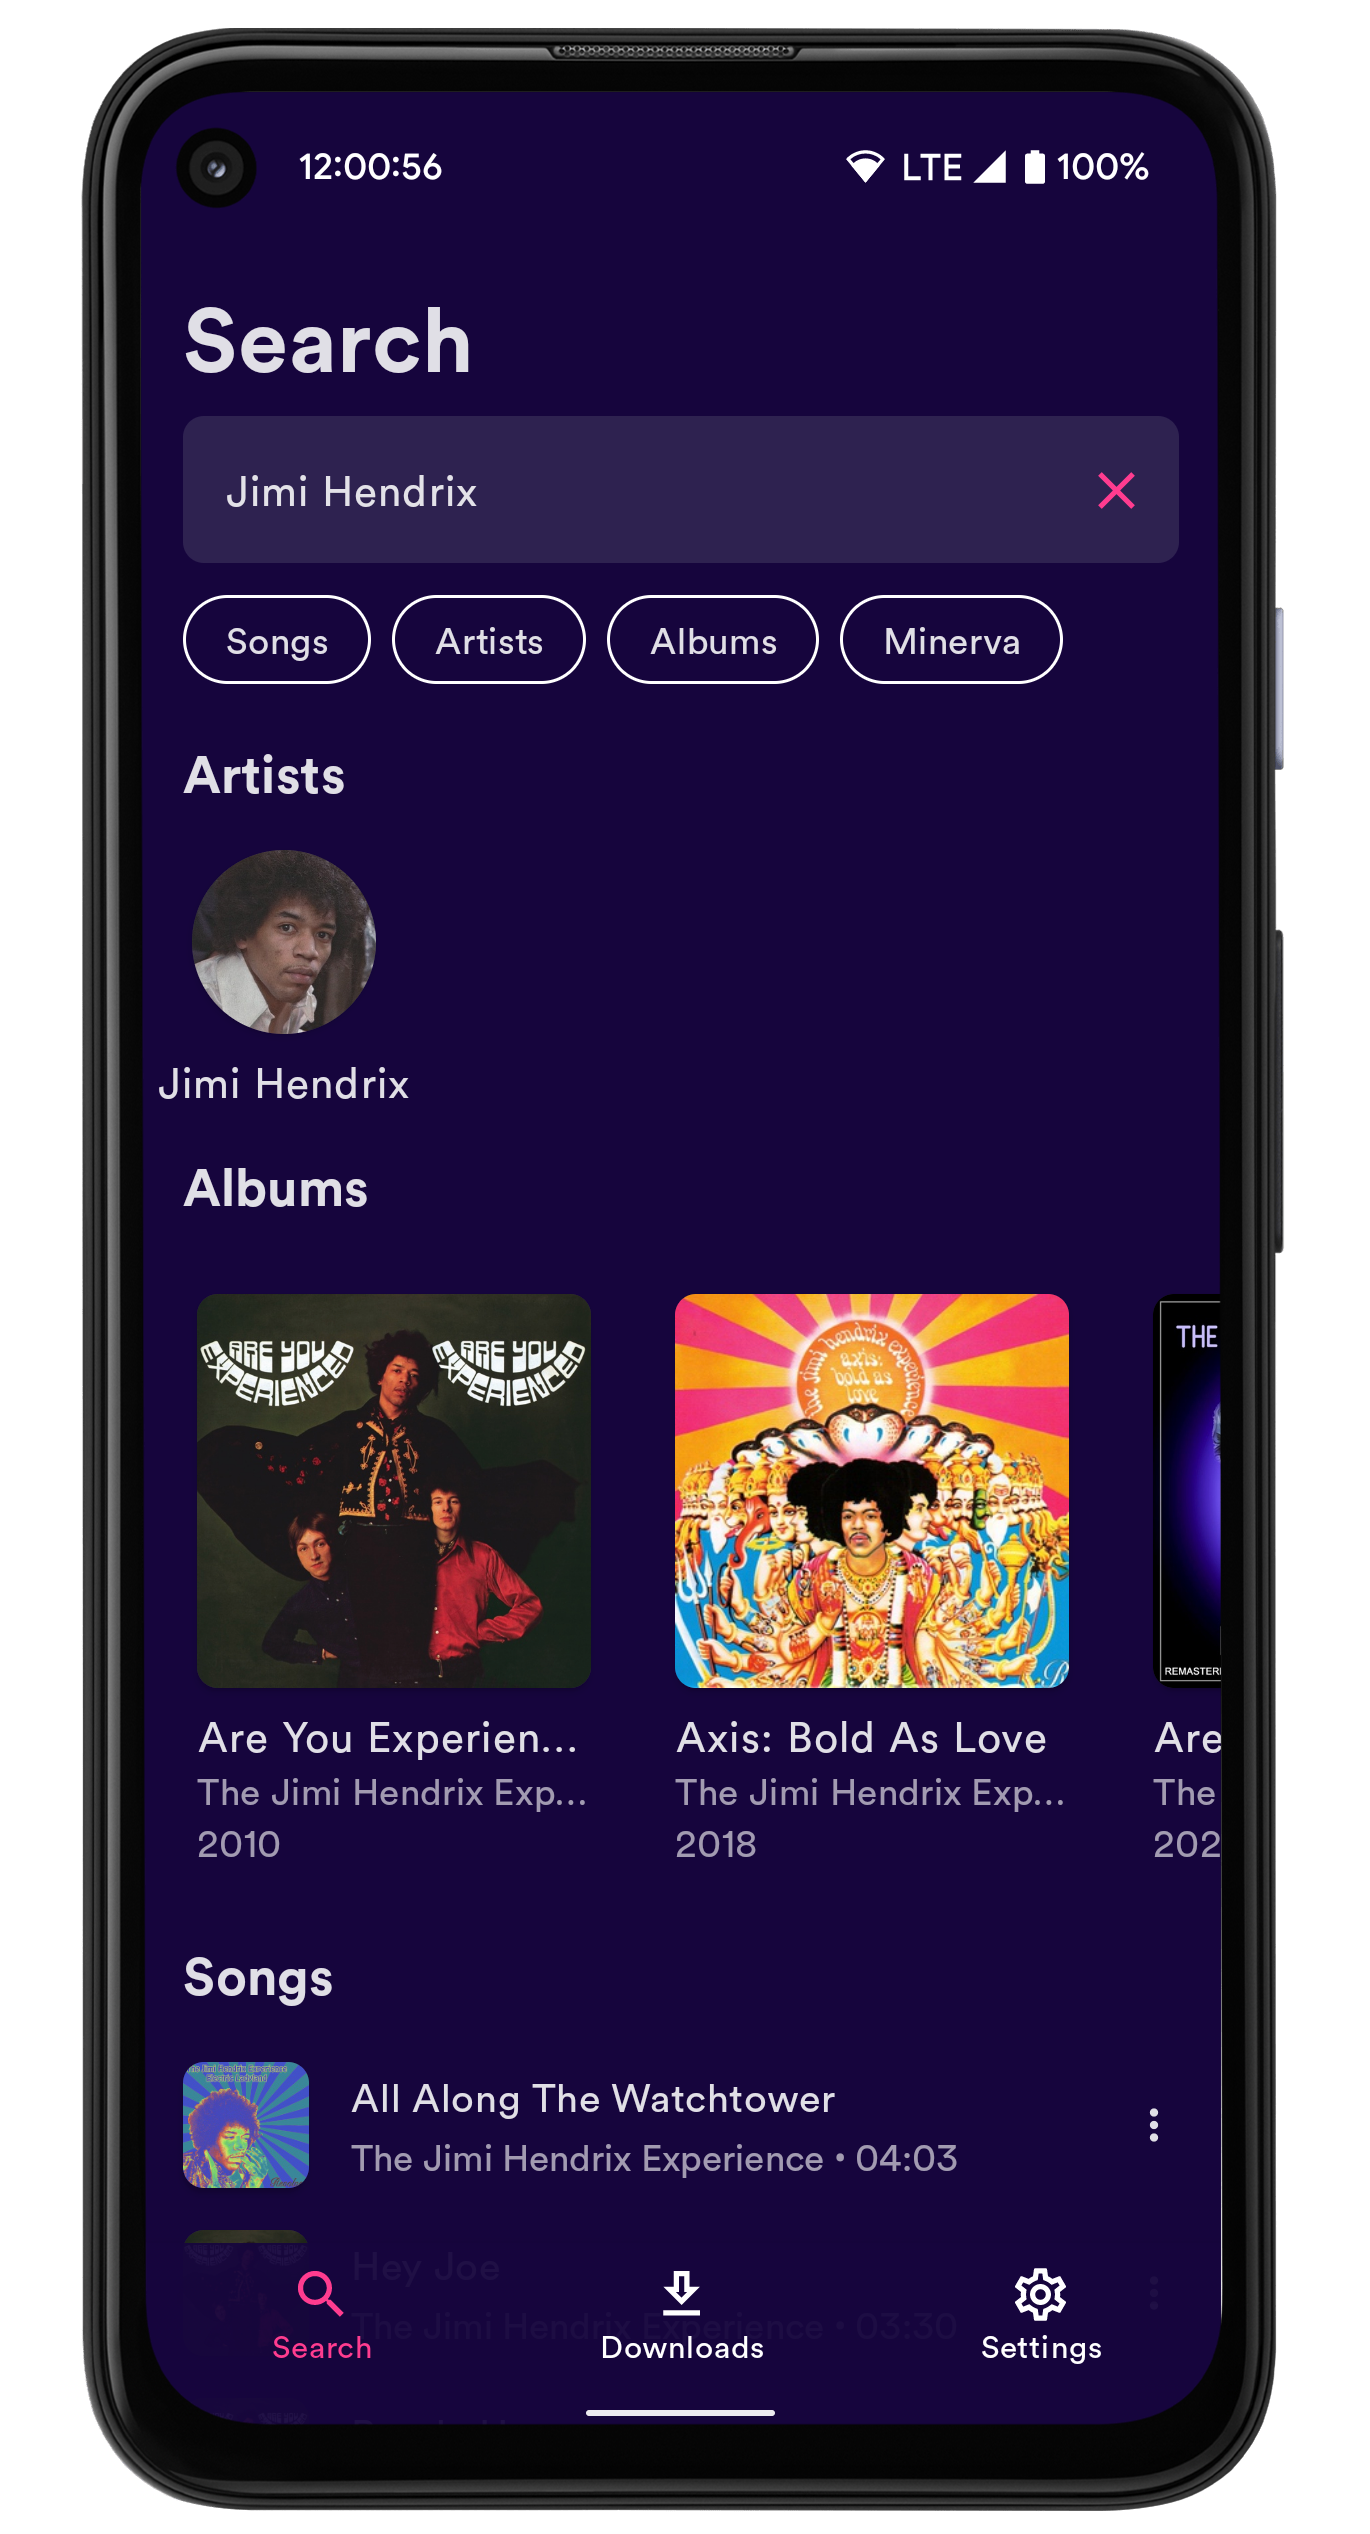 12:00:56 LTE 100%
Search
Jimi Hendrix
Songs Artists Albums Minerva
Artists
Jimi Hendrix
Albums
ARE YOU EXPERIENCED ARE YOU EXPERIENCED
the jimi hendrix experience
axis:
bold as
love
THE
REMASTER
Are You Experien... Axis: Bold As Love Are
The Jimi Hendrix Exp... The Jimi Hendrix Exp... The
2010 2018 202
Songs
The Jimi Hendrix Experience
Electric Ladyland
All Along The Watchtower
The Jimi Hendrix Experience • 04:03
Hey Joe
The Jimi Hendrix Experience • 03:30
Search Downloads Settings